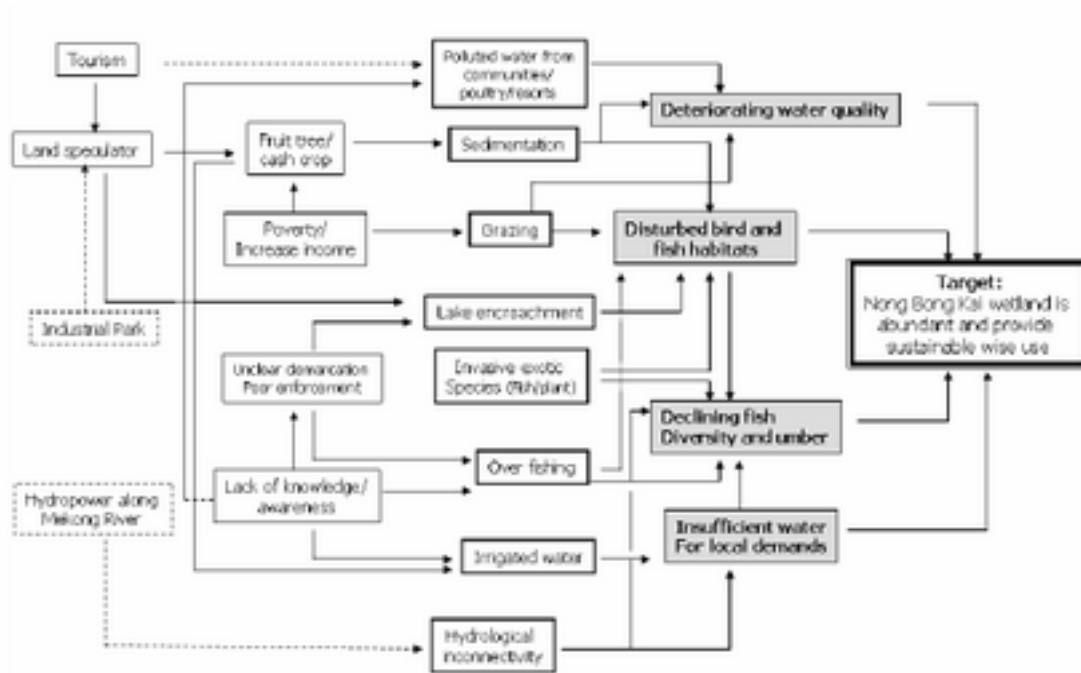 Tourism
Polluted water from
communities/
poultry/resorts
Deteriorating water quality
Land speculator
Fruit tree/
cash crop
Sedimentation
Poverty/
Increase income
Grazing
Disturbed bird and
fish habitats
Target:
Nong Bong Kai wetland is
abundant and provide
sustainable wise use
Industrial Park
Lake encroachment
Unclear demarcation
Poor enforcement
Invasive exotic
Species (fish/plant)
Declining fish
Diversity and umber
Over fishing
Lack of knowledge/
awareness
Hydropower along
Mekong River
Insufficient water
For local demands
Irrigated water
Hydrological
inconnectivity